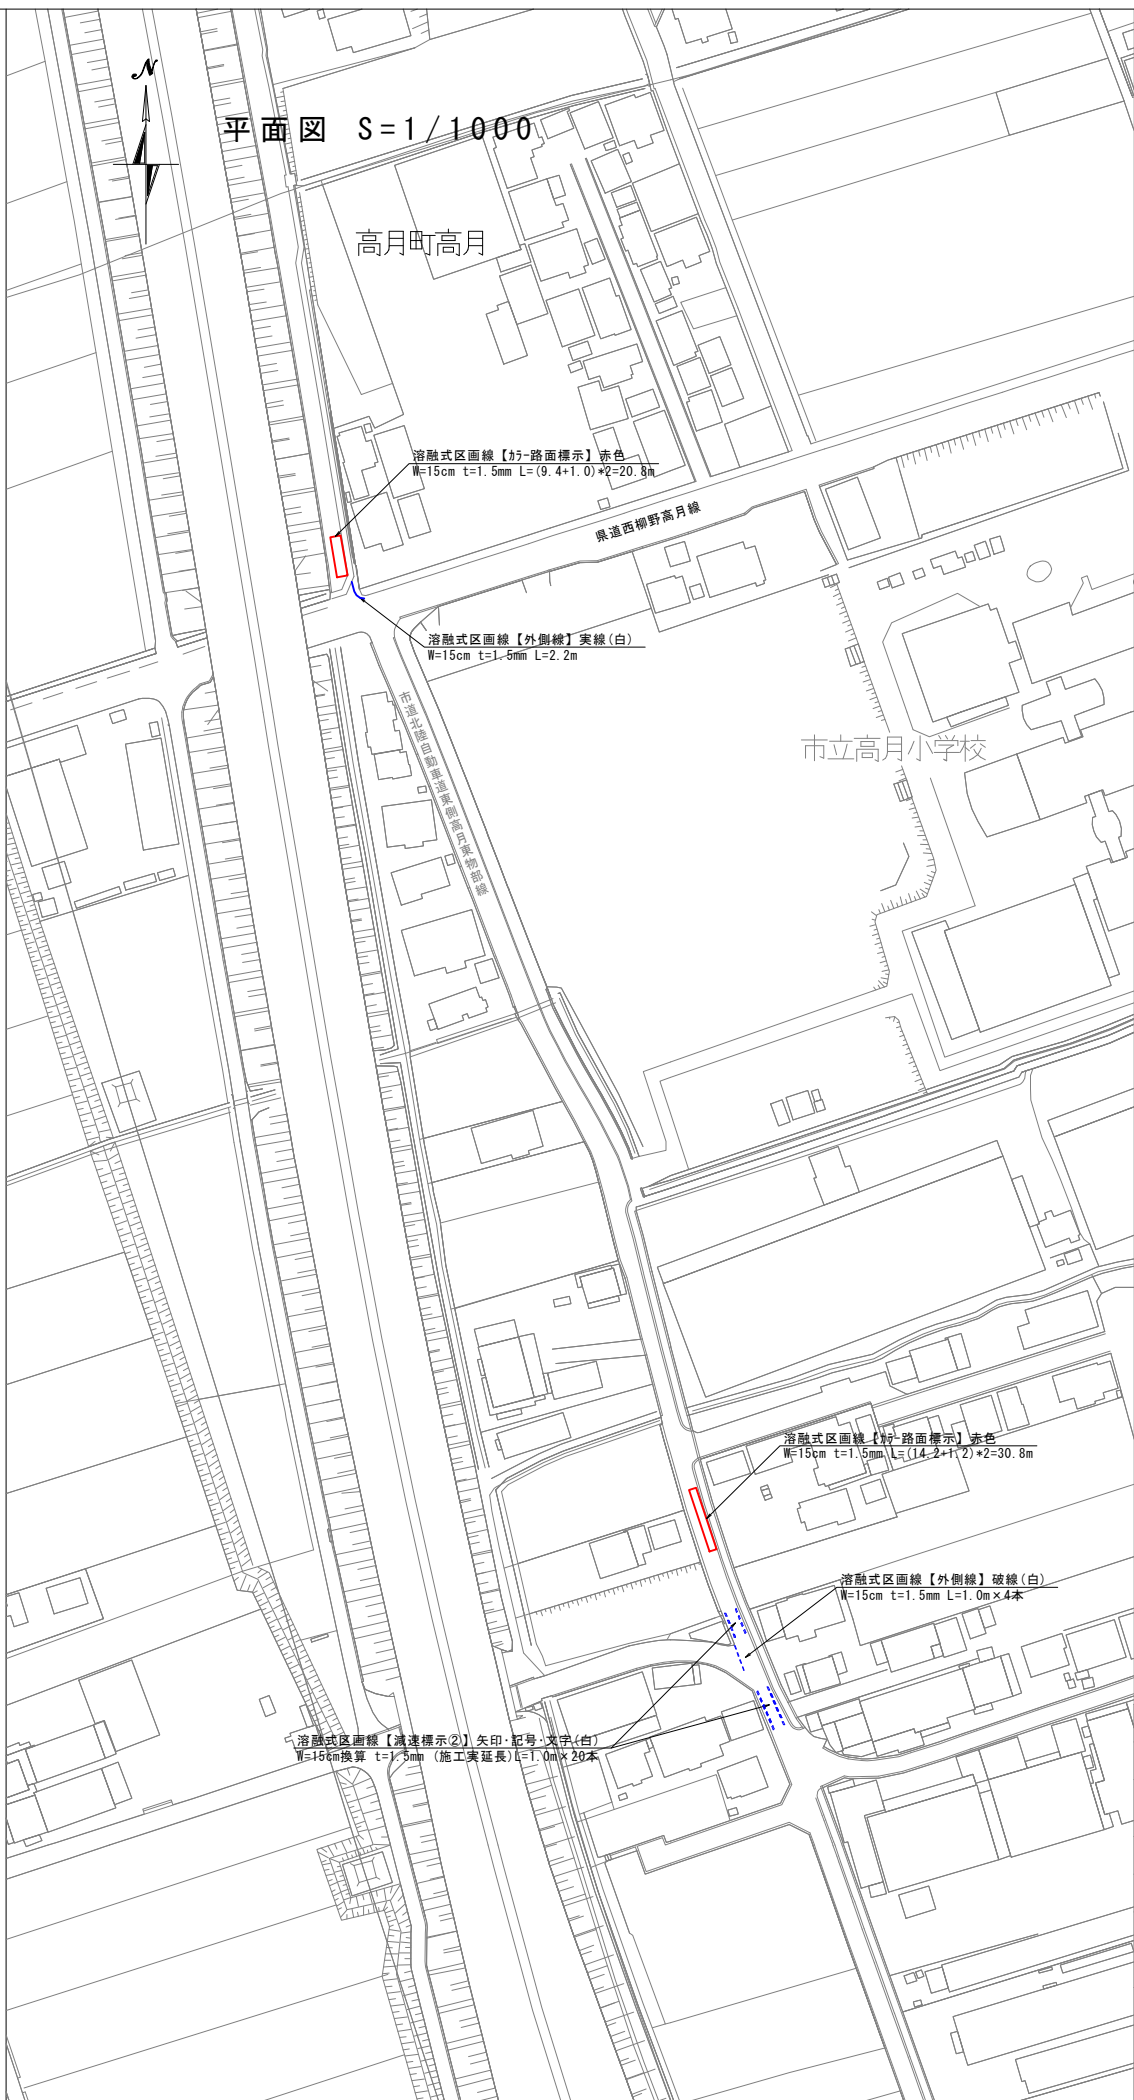 N
平面図 S=1/1000
高月町高月
溶融式区画線【ｶﾗｰ路面標示】赤色
W=15cm t=1.5mm L=(9.4+1.0)*2=20.8m
県道西柳野高月線
溶融式区画線【外側線】実線(白)
W=15cm t=1.5mm L=2.2m
市道北陸自動車道東側高月東物部線
市立高月小学校
溶融式区画線【ｶﾗｰ路面標示】赤色
W=15cm t=1.5mm L=(14.2+1.2)*2=30.8m
溶融式区画線【外側線】破線(白)
W=15cm t=1.5mm L=1.0m×4本
溶融式区画線【減速標示②】矢印･記号･文字(白)
W=15cm換算 t=1.5mm (施工実延長)L=1.0m×20本